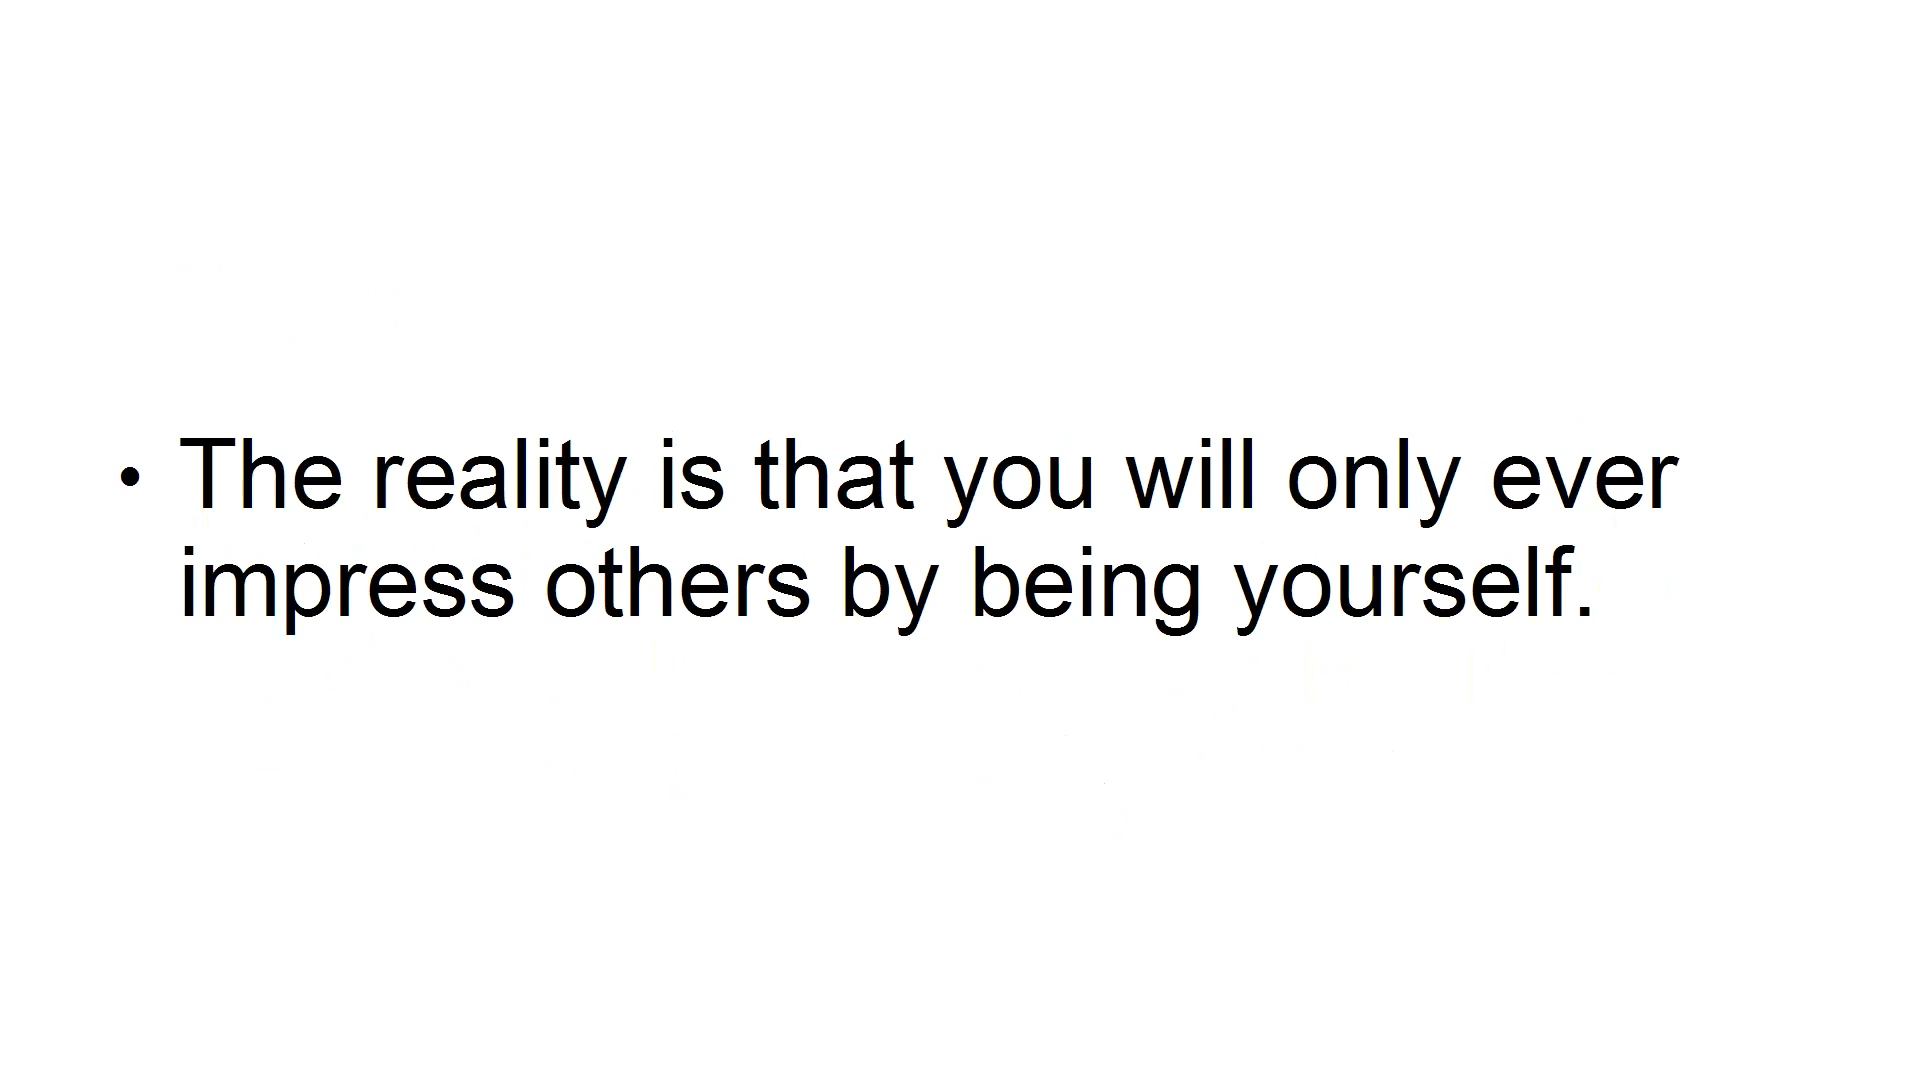 • The reality is that you will only ever
impress others by being yourself.